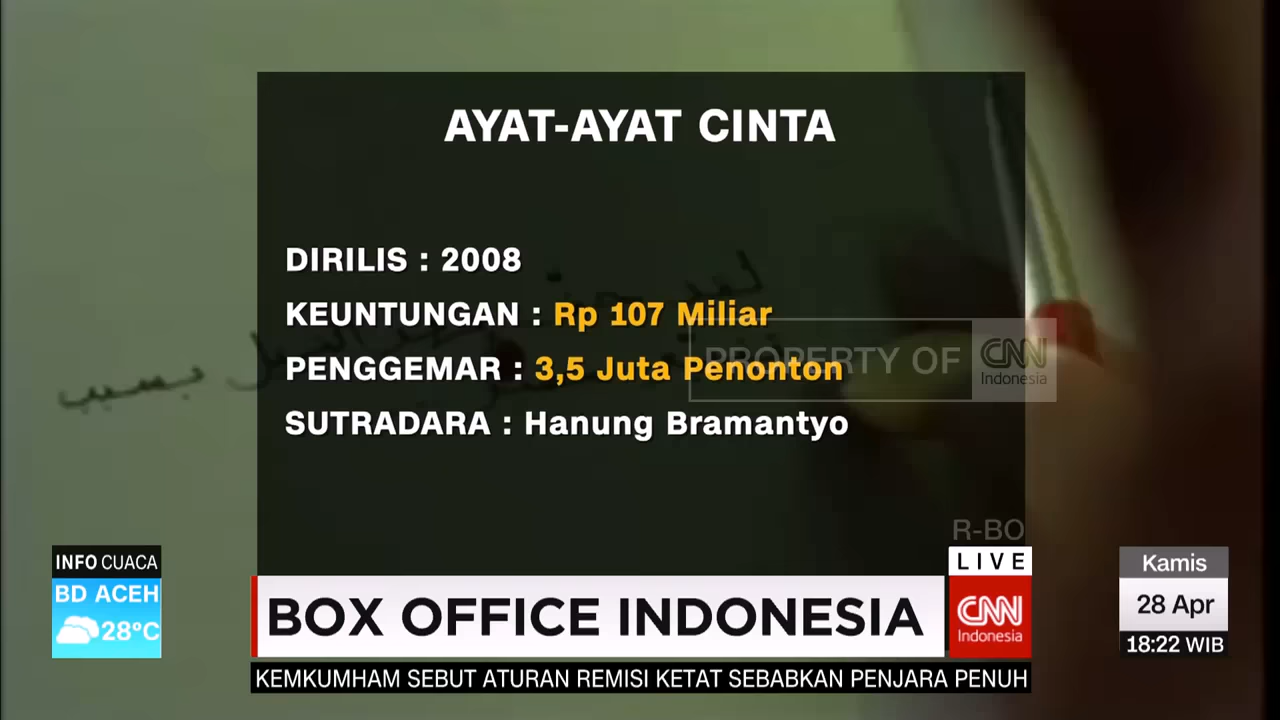 AYAT-AYAT CINTA
DIRILIS : 2008
KEUNTUNGAN : Rp 107 Miliar
PENGGEMAR : 3,5 Juta Penonton
SUTRADARA : Hanung Bramantyo
PROPERTY OF CNN Indonesia
بسبب
R-BO
LIVE
INFO CUACA
BD ACEH
28°C
BOX OFFICE INDONESIA
CNN Indonesia
Kamis
28 Apr
18:22 WIB
KEMKUMHAM SEBUT ATURAN REMISI KETAT SEBABKAN PENJARA PENUH